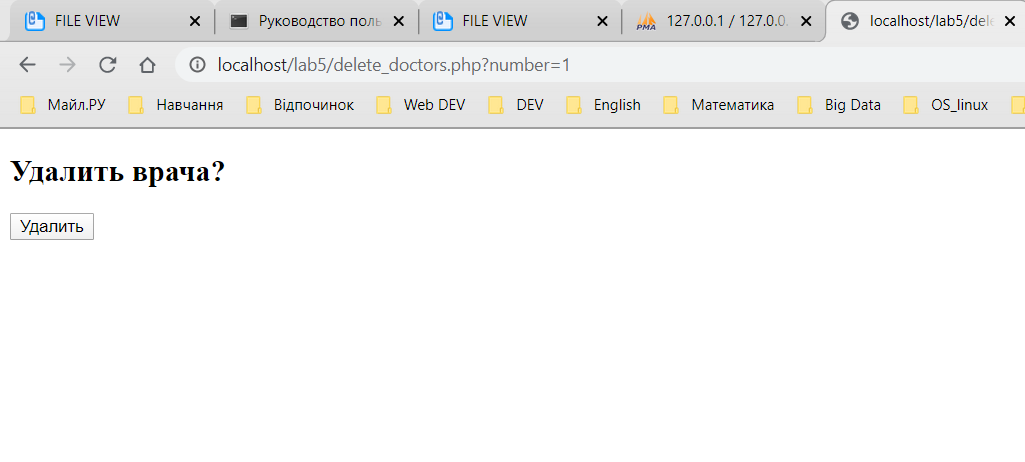 FILE VIEW Руководство поль FILE VIEW PMA 127.0.0.1 / 127.0.0. localhost/lab5/dele
localhost/lab5/delete_doctors.php?number=1
Майл.РУ Навчання Відпочинок Web DEV DEV English Математика Big Data OS_linux
Удалить врача?
Удалить